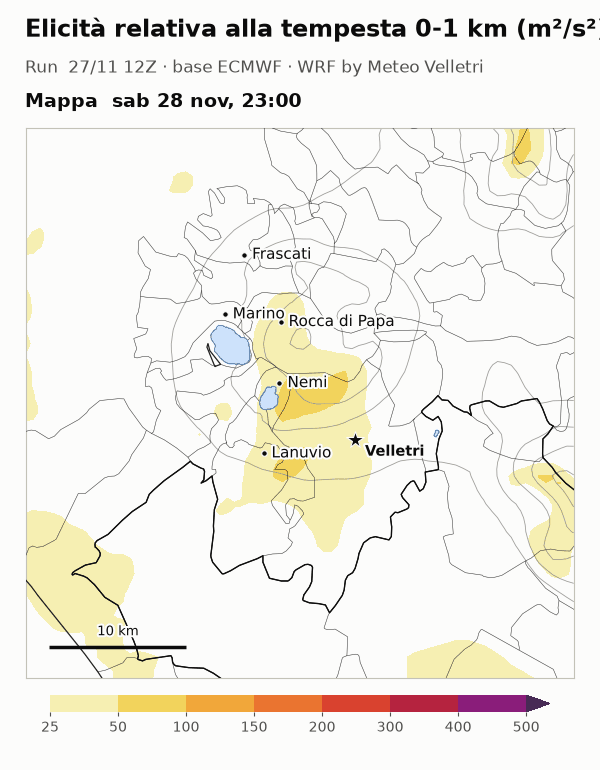 Elicità relativa alla tempesta 0-1 km (m²/s²)
Run 27/11 12Z · base ECMWF · WRF by Meteo Velletri
Mappa sab 28 nov, 23:00
Frascati
Marino
Rocca di Papa
Nemi
Velletri
Lanuvio
10 km
25 50 100 150 200 300 400 500